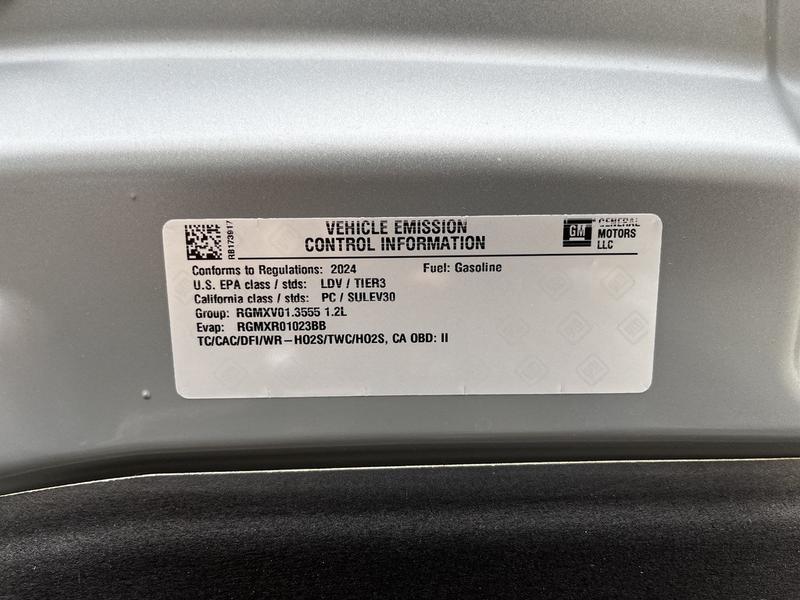 VEHICLE EMISSION
CONTROL INFORMATION
RB173917
GM
GENERAL
MOTORS
LLC
Conforms to Regulations: 2024 Fuel: Gasoline
U.S. EPA class / stds: LDV / TIER3
California class / stds: PC / SULEV30
Group: RGMXV01.3555 1.2L
Evap: RGMXR01023BB
TC/CAC/DFI/WR–HO2S/TWC/HO2S, CA OBD: II